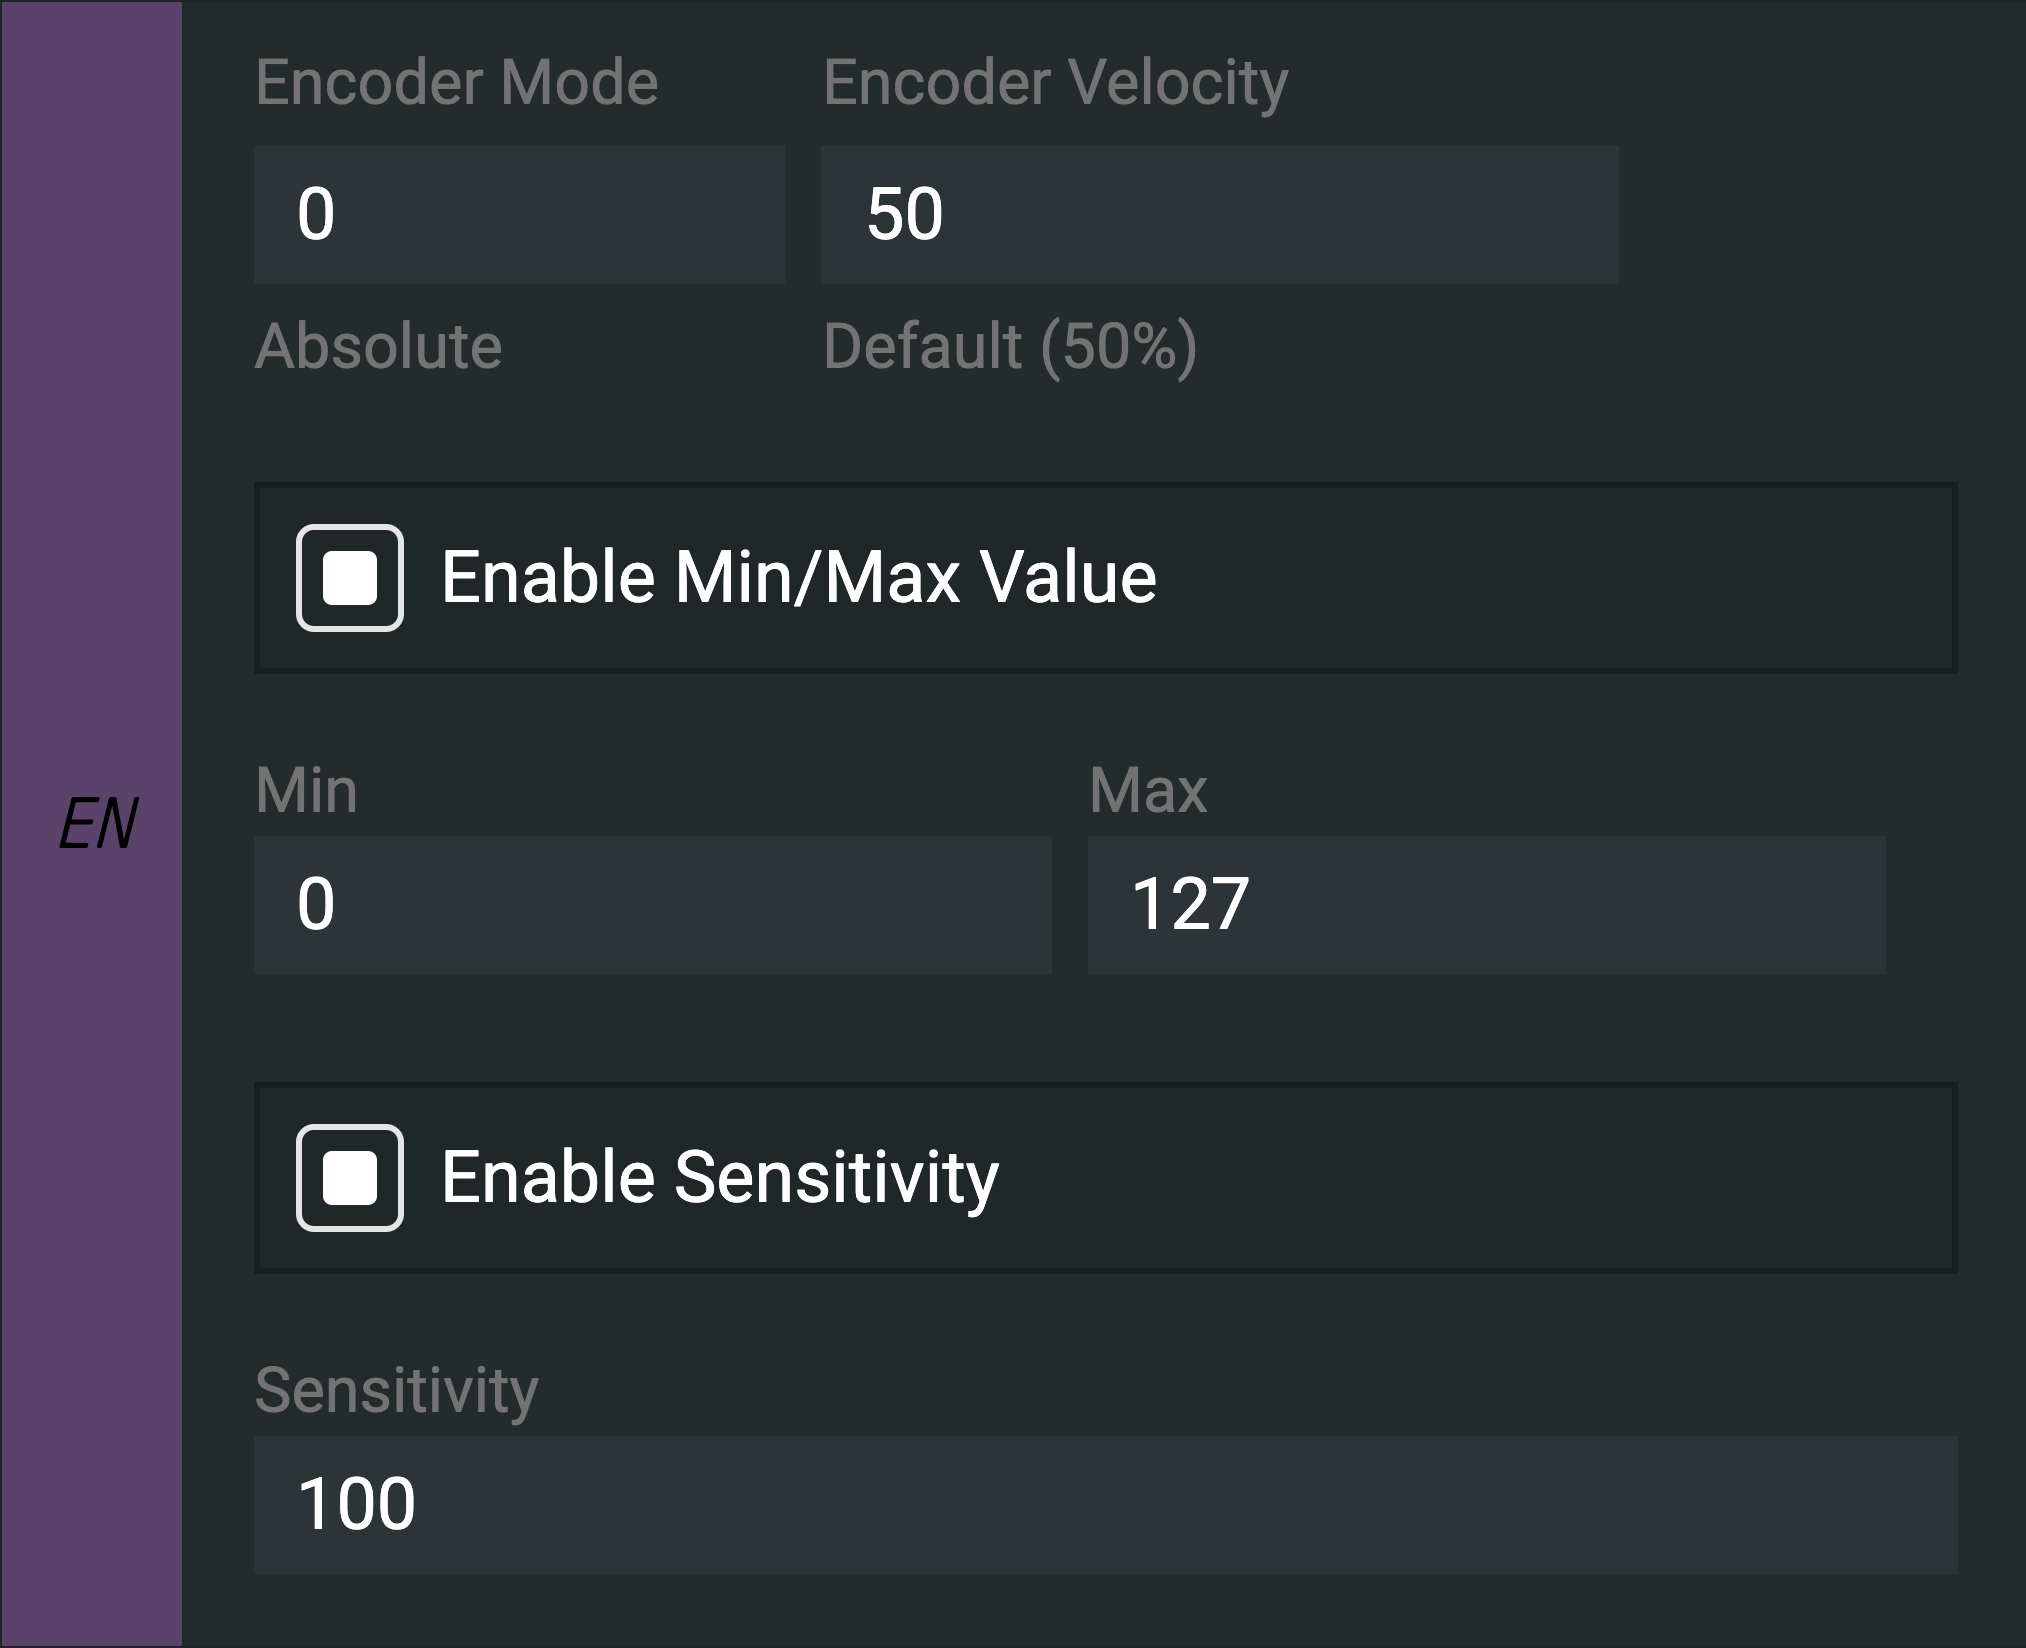 Encoder Mode Encoder Velocity
0 50
Absolute Default (50%)
Enable Min/Max Value
EN
Min Max
0 127
Enable Sensitivity
Sensitivity
100